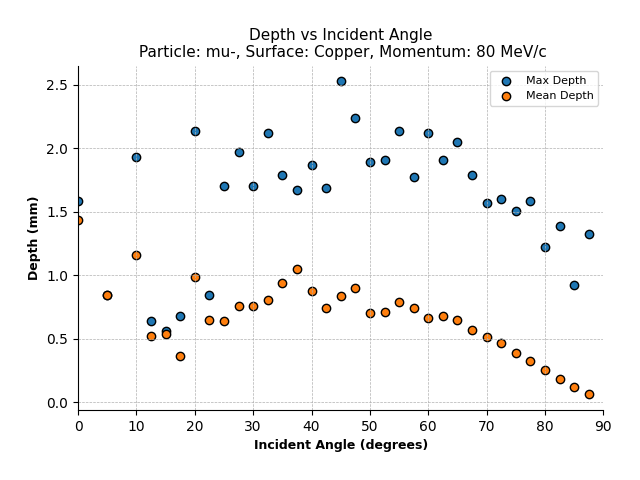 Depth vs Incident Angle
Particle: mu-, Surface: Copper, Momentum: 80 MeV/c
Max Depth
Mean Depth
2.5
2.0
1.5
1.0
0.5
0.0
Depth (mm)
0 10 20 30 40 50 60 70 80 90
Incident Angle (degrees)